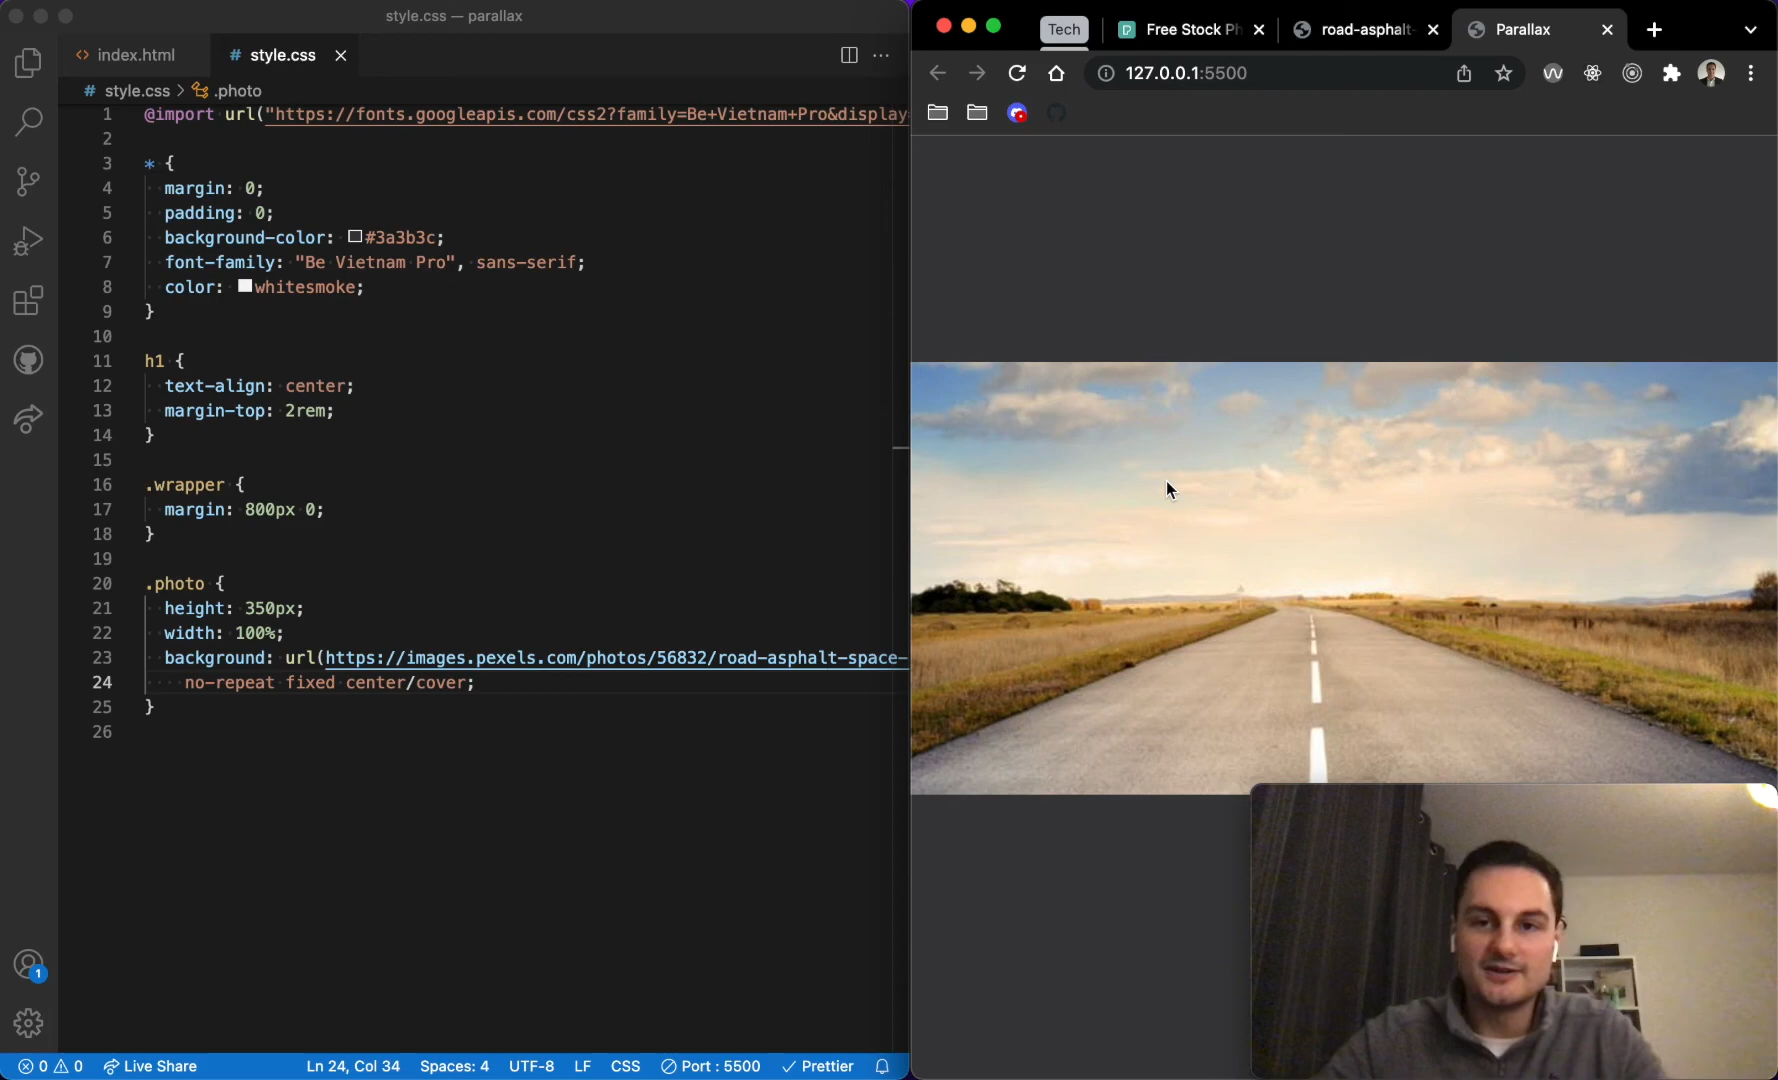 style.css — parallax
index.html
# style.css
# style.css > .photo
1 @import url("https://fonts.googleapis.com/css2?family=Be+Vietnam+Pro&display
2
3 * {
4 margin: 0;
5 padding: 0;
6 background-color: #3a3b3c;
7 font-family: "Be Vietnam Pro", sans-serif;
8 color: whitesmoke;
9 }
10
11 h1 {
12 text-align: center;
13 margin-top: 2rem;
14 }
15
16 .wrapper {
17 margin: 800px 0;
18 }
19
20 .photo {
21 height: 350px;
22 width: 100%;
23 background: url(https://images.pexels.com/photos/56832/road-asphalt-space-
24 no-repeat fixed center/cover;
25 }
26
1
0 0 Live Share Ln 24, Col 34 Spaces: 4 UTF-8 LF CSS Port : 5500 Prettier
Tech
Free Stock Ph
road-asphalt-
Parallax
127.0.0.1:5500